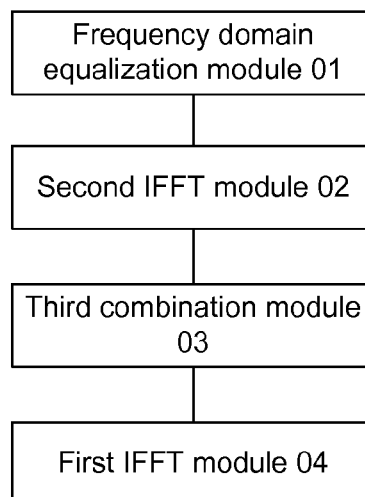 Frequency domain
equalization module 01
Second IFFT module 02
Third combination module
03
First IFFT module 04